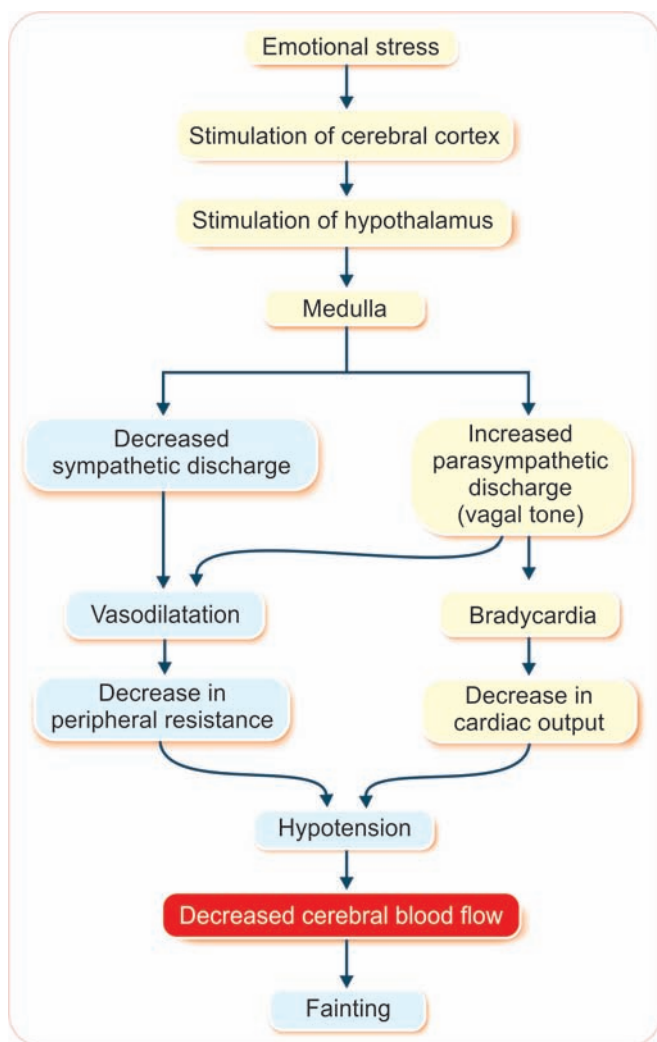 Emotional stress
Stimulation of cerebral cortex
Stimulation of hypothalamus
Medulla
Decreased
sympathetic discharge
Increased
parasympathetic
discharge
(vagal tone)
Vasodilatation
Bradycardia
Decrease in
peripheral resistance
Decrease in
cardiac output
Hypotension
Decreased cerebral blood flow
Fainting